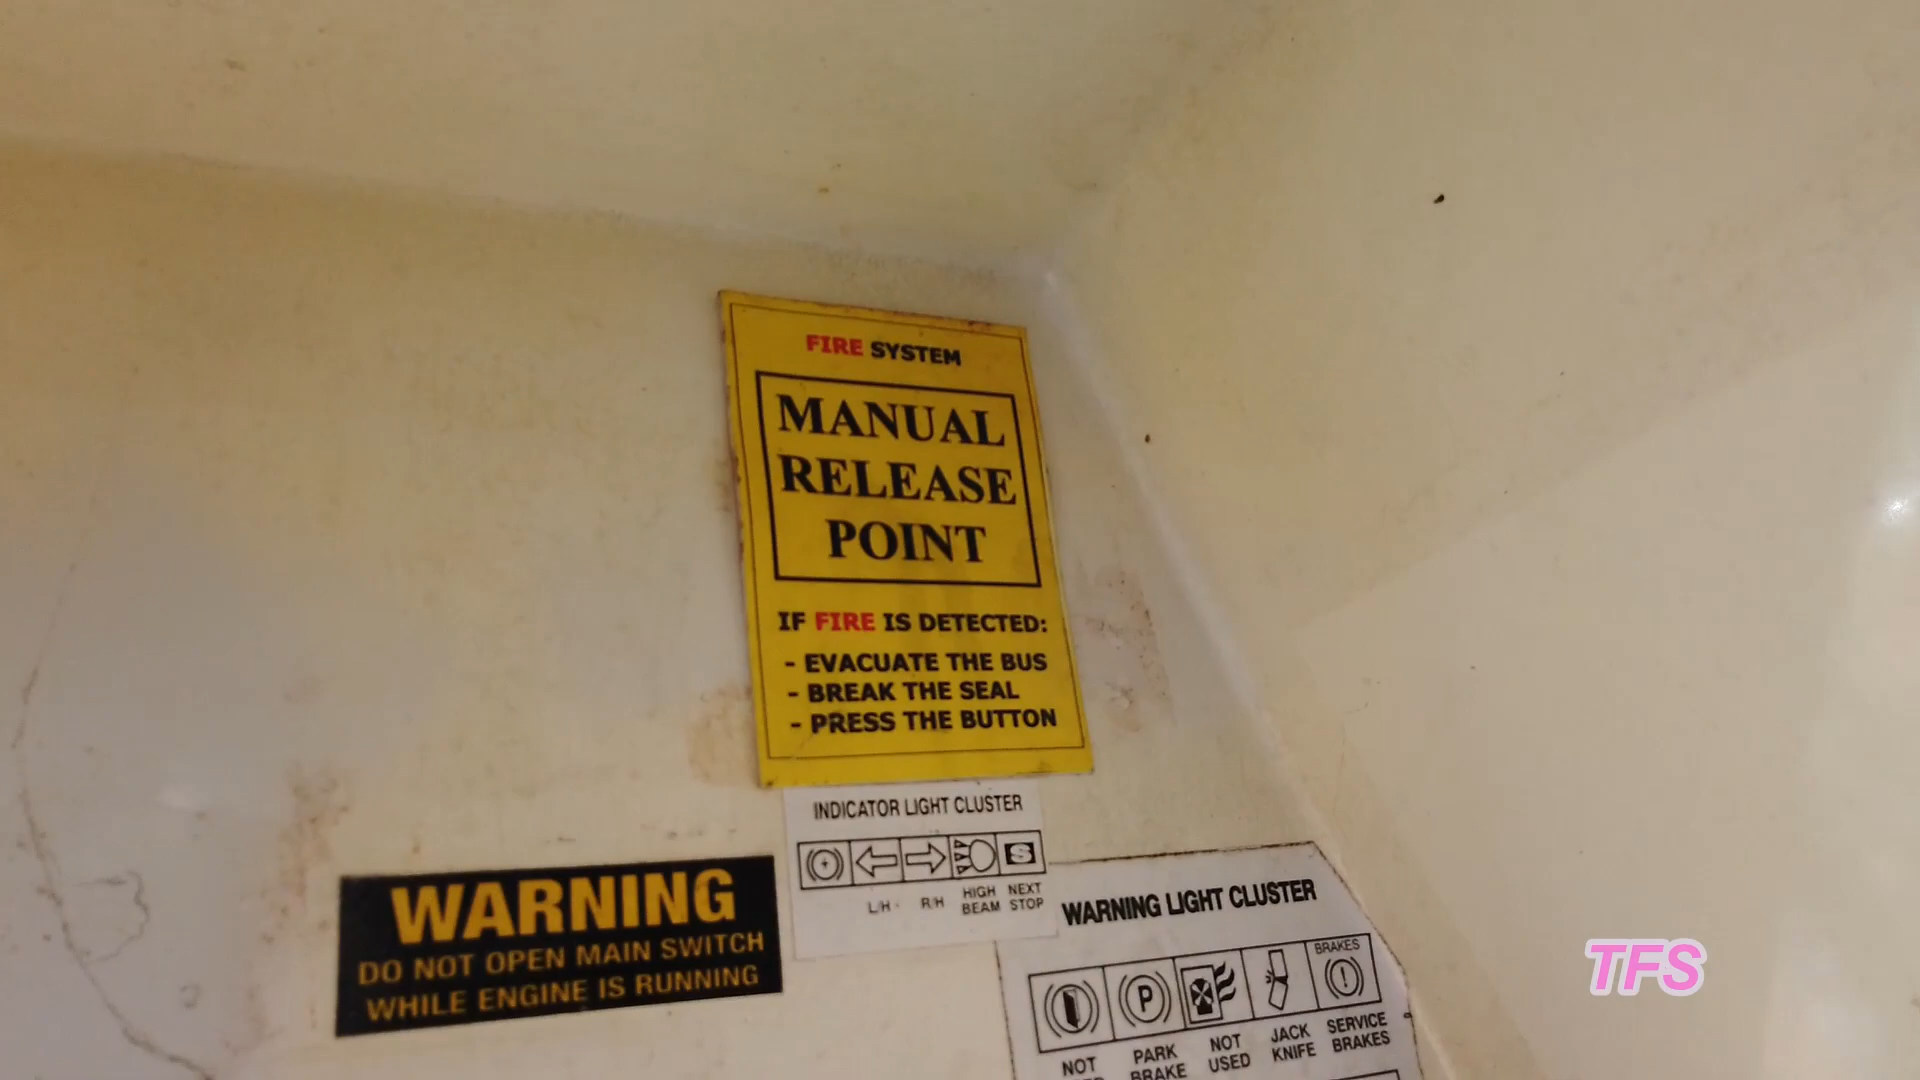 FIRE SYSTEM
MANUAL
RELEASE
POINT
IF FIRE IS DETECTED:
- EVACUATE THE BUS
- BREAK THE SEAL
- PRESS THE BUTTON
INDICATOR LIGHT CLUSTER
S
L/H R/H HIGH BEAM NEXT STOP
WARNING
DO NOT OPEN MAIN SWITCH
WHILE ENGINE IS RUNNING
WARNING LIGHT CLUSTER
P BRAKES
NOT PARK BRAKE NOT USED JACK KNIFE SERVICE BRAKES
TFS